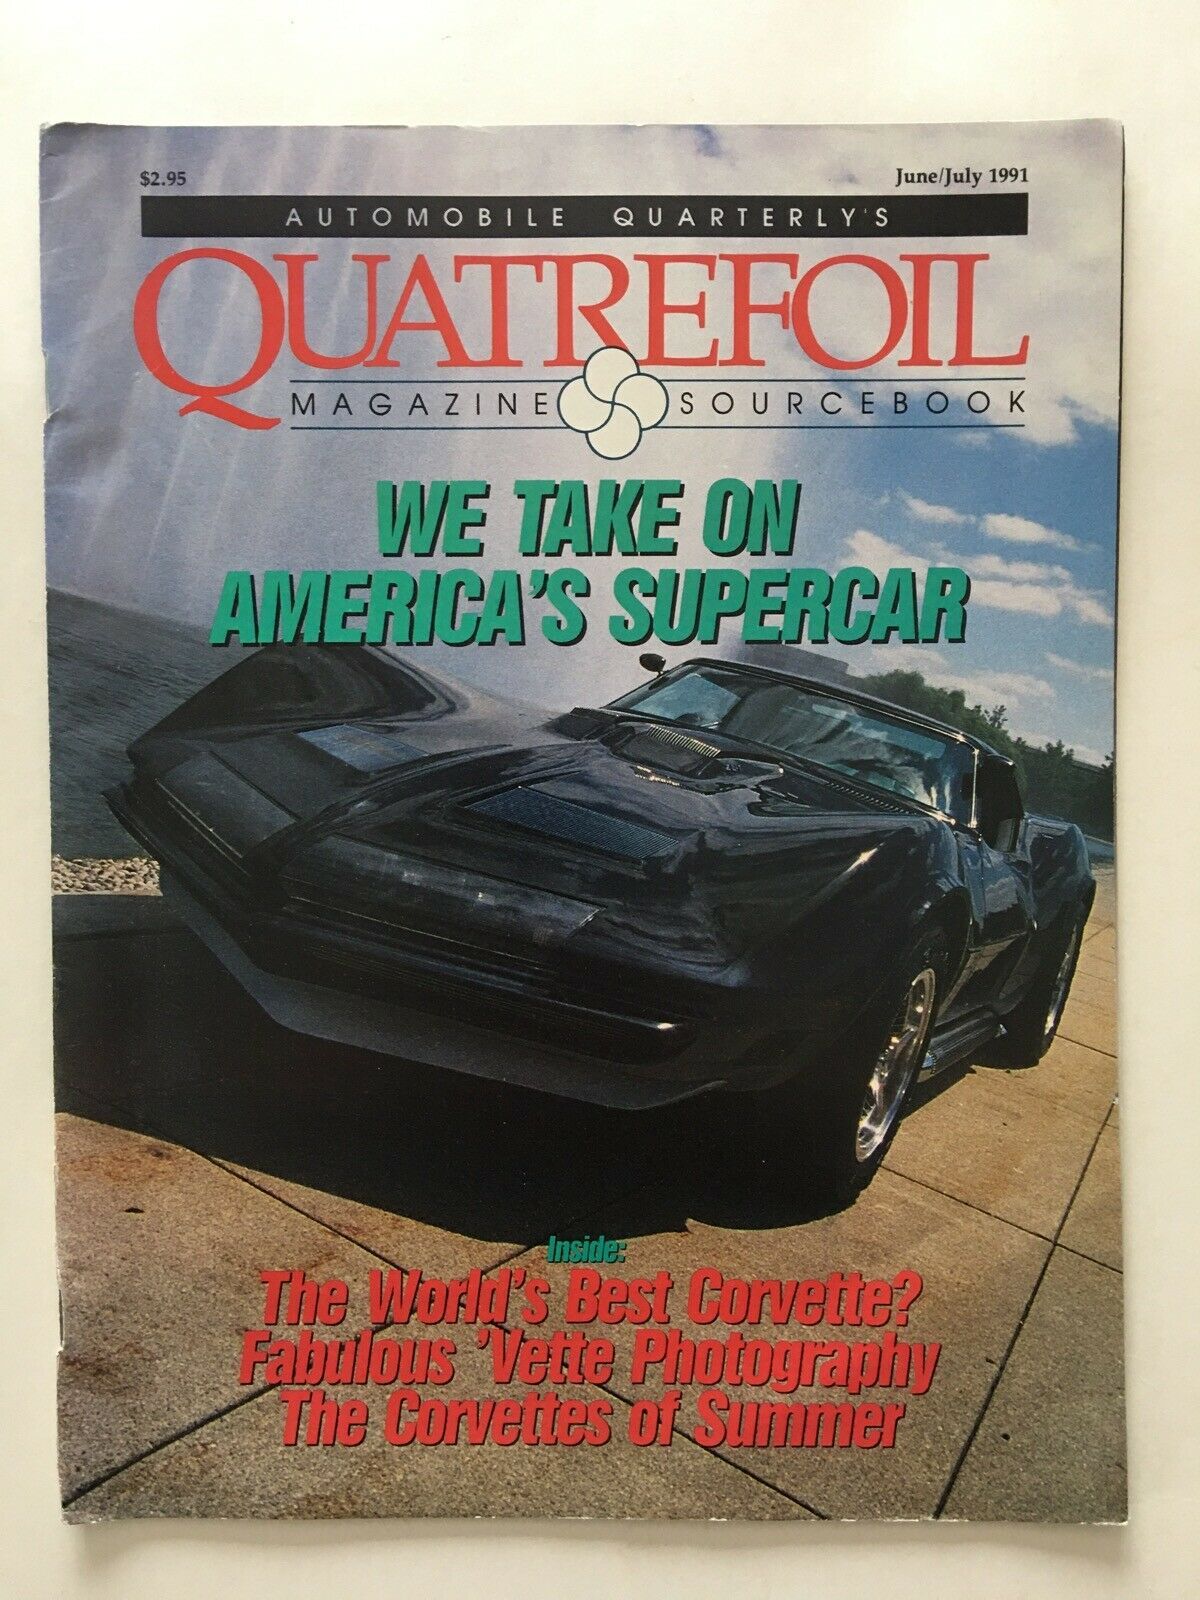 $2.95
June/July 1991
AUTOMOBILE QUARTERLY'S
QUATREFOIL
MAGAZINE SOURCEBOOK
WE TAKE ON
AMERICA'S SUPERCAR
Inside:
The World's Best Corvette?
Fabulous 'Vette Photography
The Corvettes of Summer